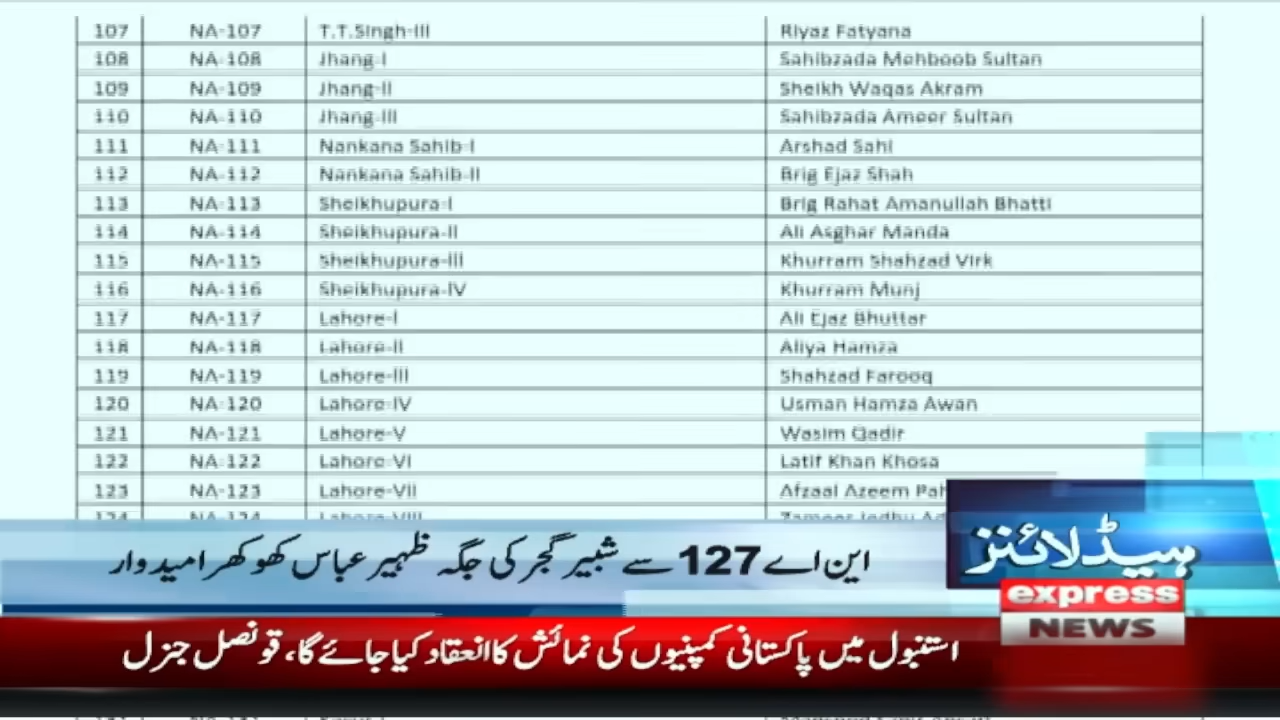 107 NA-107 T.T.Singh-III Riyaz Fatyana
108 NA-108 Jhang-I Sahibzada Mehboob Sultan
109 NA-109 Jhang-II Sheikh Waqas Akram
110 NA-110 Jhang-III Sahibzada Ameer Sultan
111 NA-111 Nankana Sahib-I Arshad Sahi
112 NA-112 Nankana Sahib-II Brig Ejaz Shah
113 NA-113 Sheikhupura-I Brig Rahat Amanullah Bhatti
114 NA-114 Sheikhupura-II Ali Asghar Manda
115 NA-115 Sheikhupura-III Khurram Shahzad Virk
116 NA-116 Sheikhupura-IV Khurram Munj
117 NA-117 Lahore-I Ali Ejaz Bhuttar
118 NA-118 Lahore-II Aliya Hamza
119 NA-119 Lahore-III Shahzad Farooq
120 NA-120 Lahore-IV Usman Hamza Awan
121 NA-121 Lahore-V Wasim Qadir
122 NA-122 Lahore-VI Latif Khan Khosa
123 NA-123 Lahore-VII Afzaal Azeem
124 NA-124 Lahore-VIII
ہیڈلائنز
این اے 127 سے شبیر گجر کی جگہ ظہیر عباس کھوکھر امیدوار
express
NEWS
استنبول میں پاکستانی کمپنیوں کی نمائش کا انعقاد کیا جائے گا، قونصل جنرل